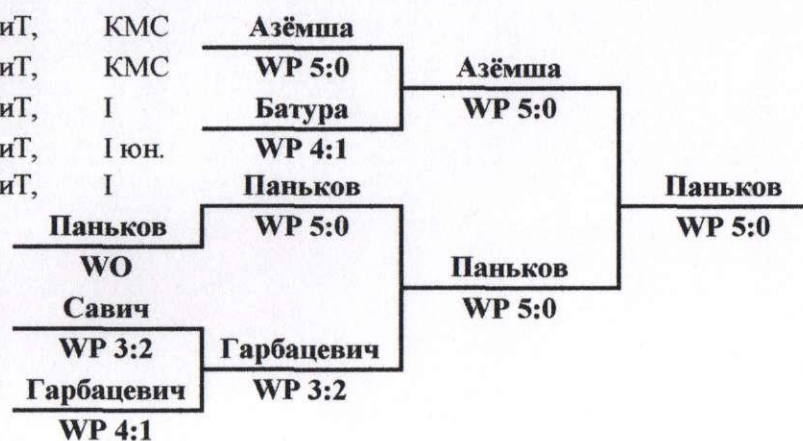 иТ, КМС Азёмша
иТ, КМС WP 5:0 Азёмша
иТ, I Батура WP 5:0
иТ, I юн. WP 4:1
иТ, I Паньков Паньков
Паньков WP 5:0 WP 5:0
WO Паньков
Савич WP 5:0
WP 3:2 Гарбацевич
Гарбацевич WP 3:2
WP 4:1